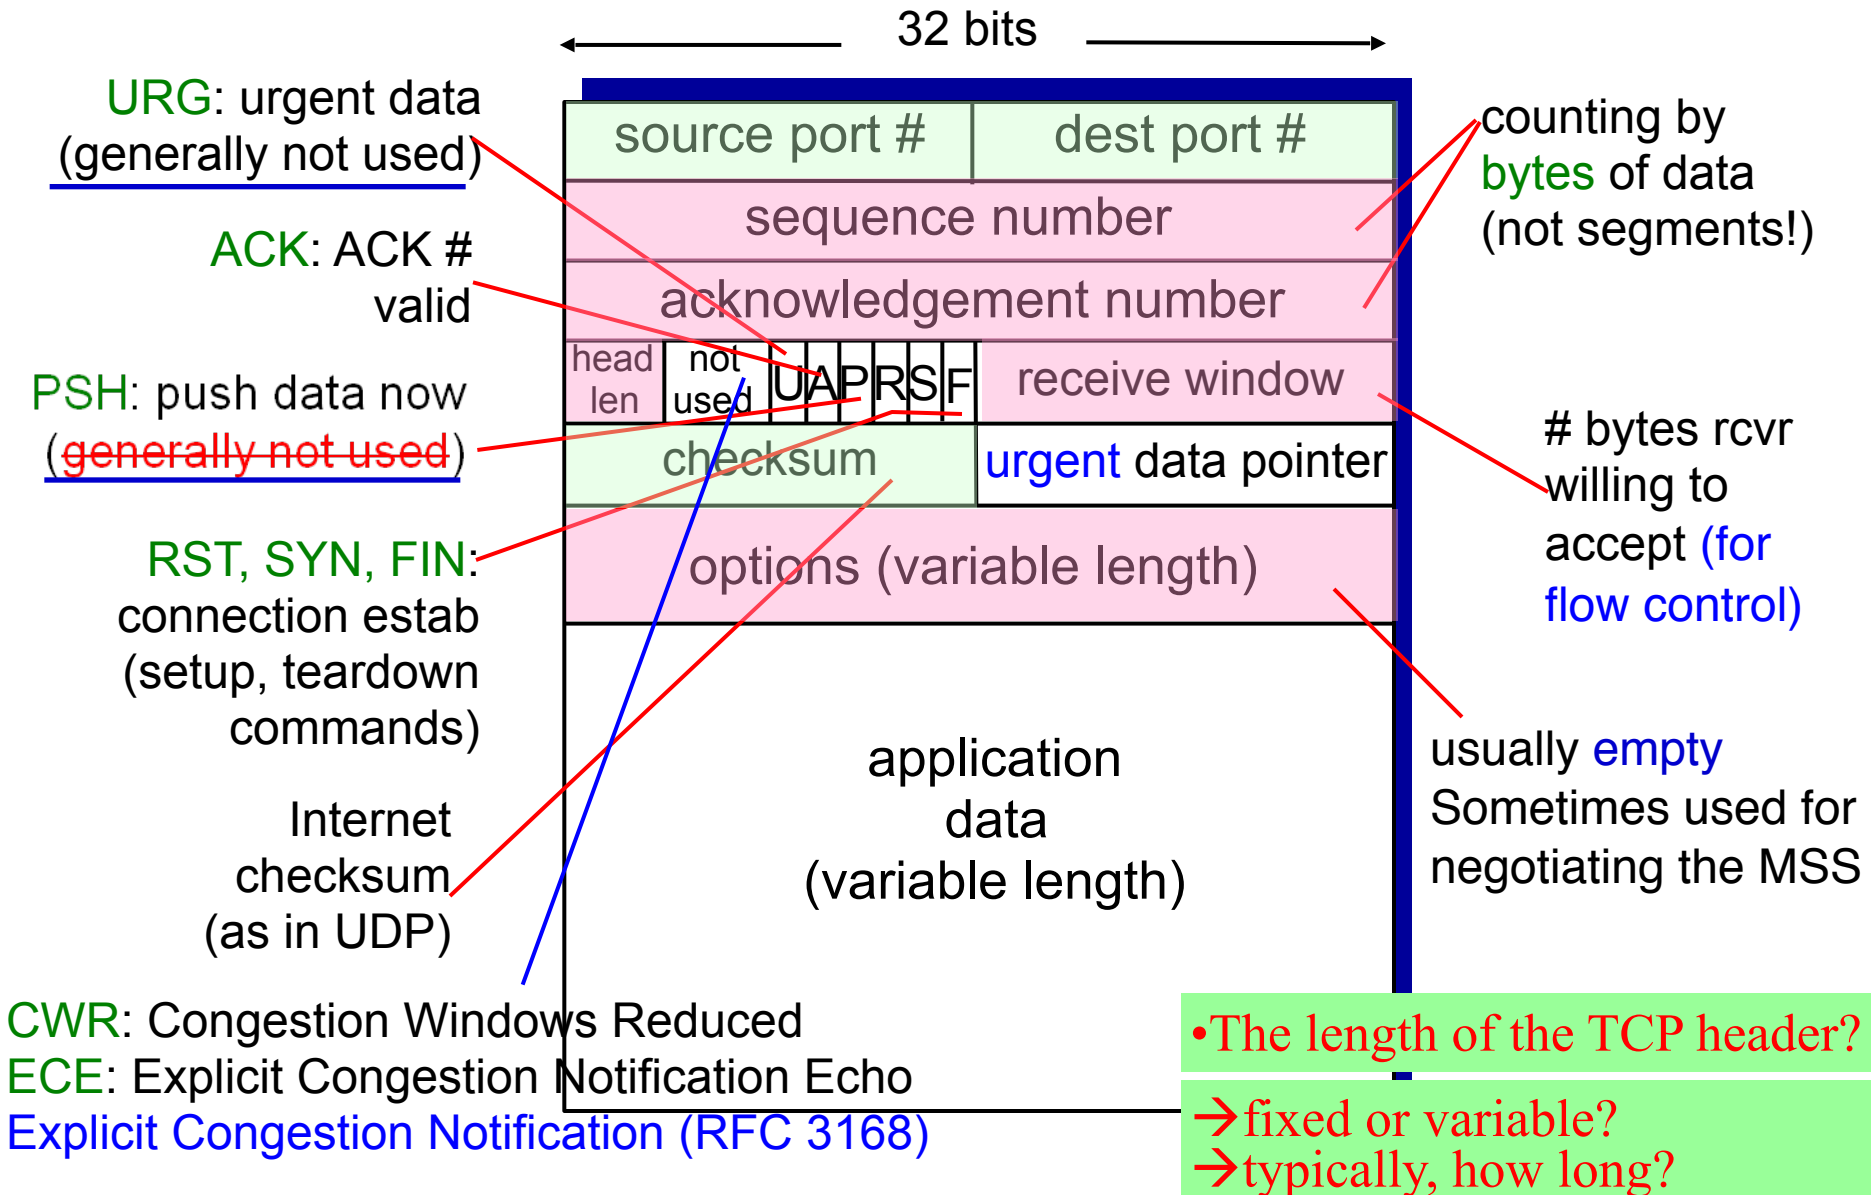 32 bits
URG: urgent data
(generally not used)
ACK: ACK #
valid
PSH: push data now
(generally not used)
RST, SYN, FIN:
connection estab
(setup, teardown
commands)
Internet
checksum
(as in UDP)
CWR: Congestion Windows Reduced
ECE: Explicit Congestion Notification Echo
Explicit Congestion Notification (RFC 3168)
source port #
dest port #
sequence number
acknowledgement number
head
len
not
used
U
A
P
R
S
F
receive window
checksum
urgent data pointer
options (variable length)
application
data
(variable length)
counting by
bytes of data
(not segments!)
# bytes rcvr
willing to
accept (for
flow control)
usually empty
Sometimes used for
negotiating the MSS
•The length of the TCP header?
→fixed or variable?
→typically, how long?